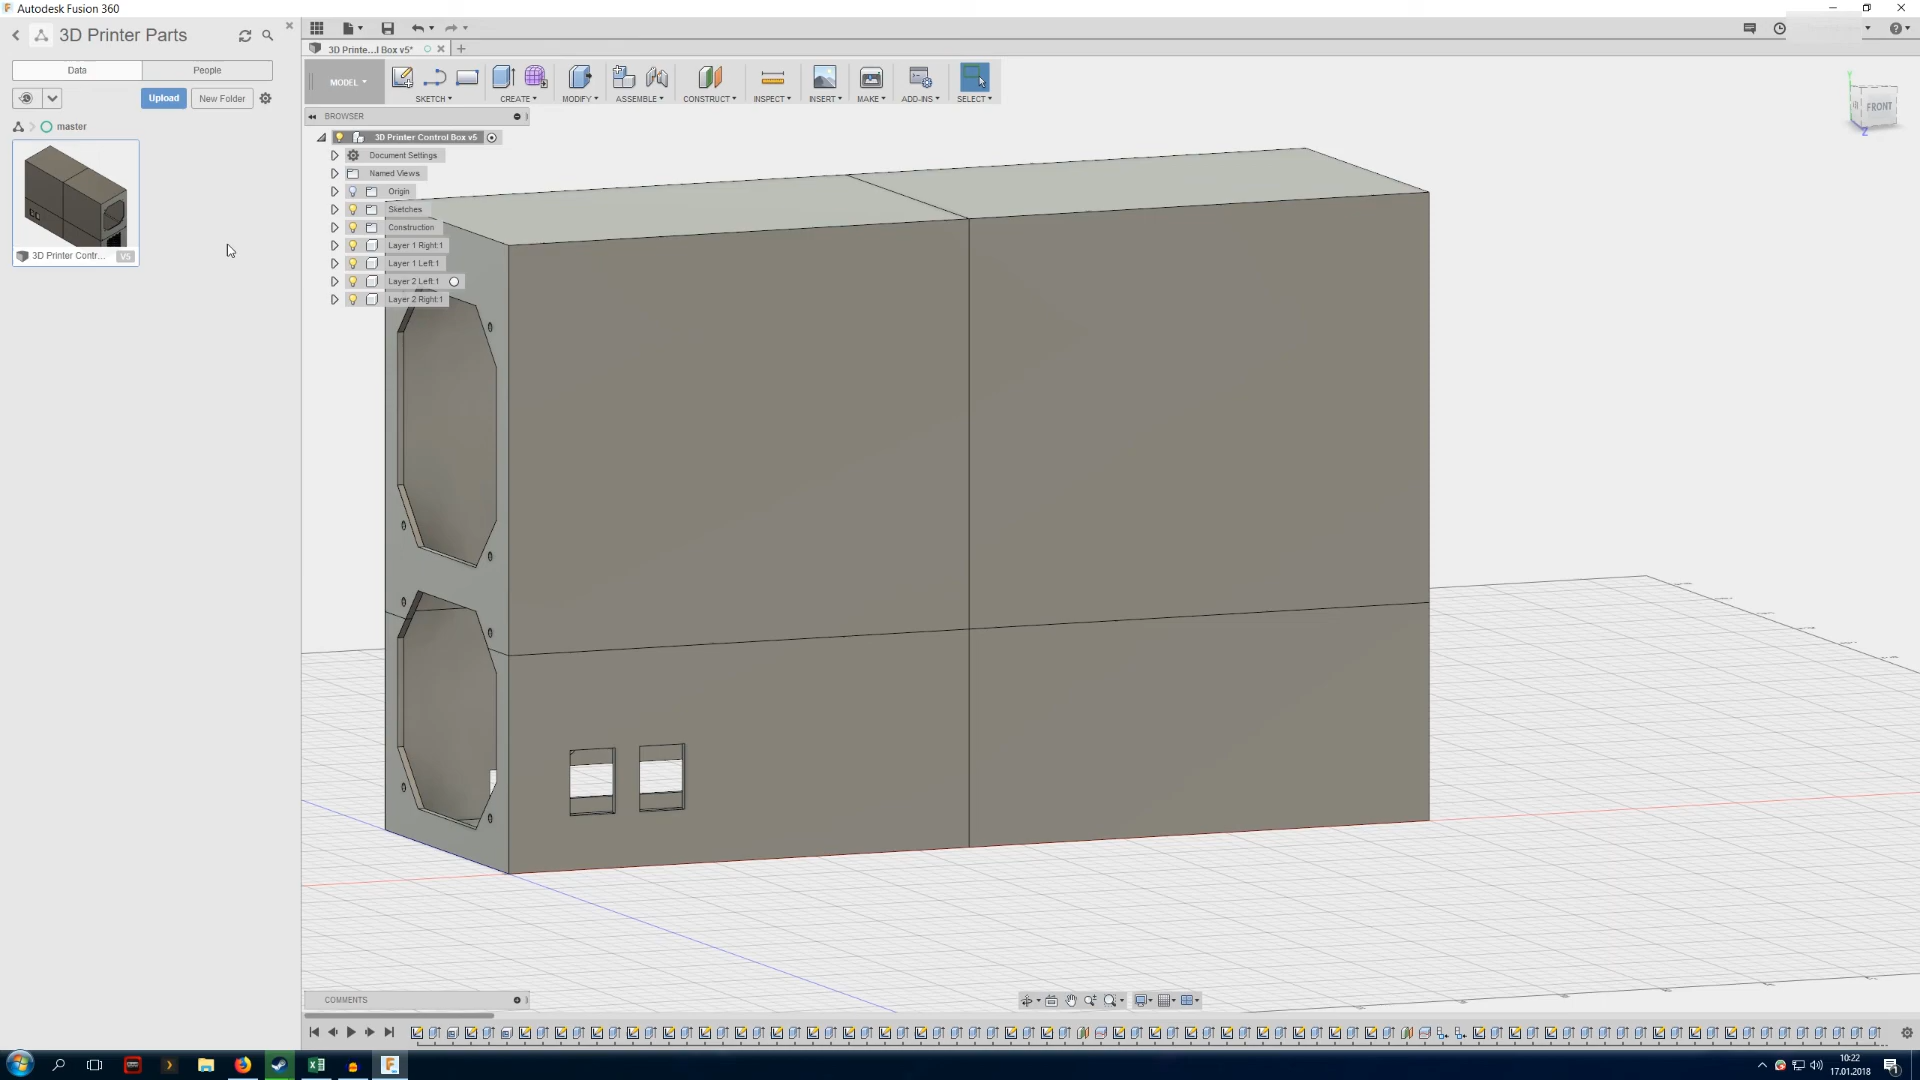 Autodesk Fusion 360
3D Printer Parts
Data
People
Upload
New Folder
master
3D Printer Contr...
V5
3D Printe...l Box v5*
MODEL
SKETCH
CREATE
MODIFY
ASSEMBLE
CONSTRUCT
INSPECT
INSERT
MAKE
ADD-INS
SELECT
BROWSER
3D Printer Control Box v5
Document Settings
Named Views
Origin
Sketches
Construction
Layer 1 Right:1
Layer 1 Left:1
Layer 2 Left:1
Layer 2 Right:1
FRONT
Z
COMMENTS
10:22
17.01.2018